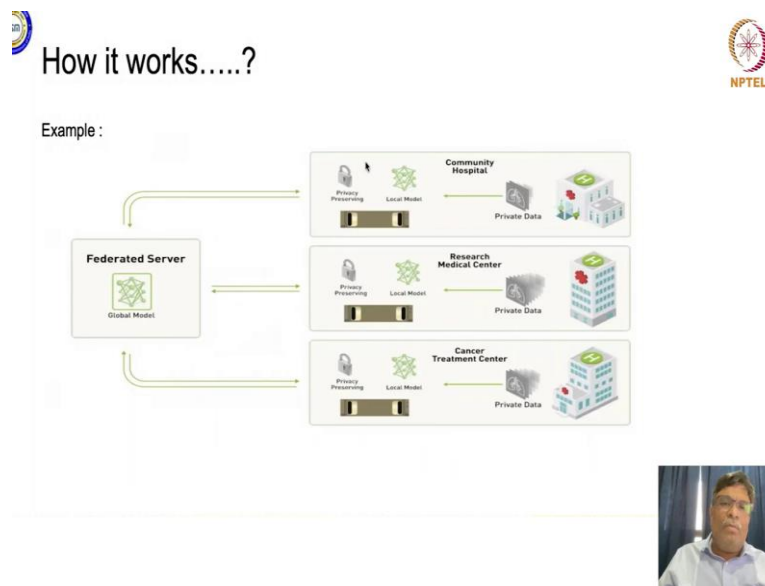 How it works.....?
NPTEL
Example :
Federated Server
Global Model
Community
Hospital
Privacy
Preserving
Local Model
Private Data
H
Research
Medical Center
Privacy
Preserving
Local Model
Private Data
H
Cancer
Treatment Center
Privacy
Preserving
Local Model
Private Data
H